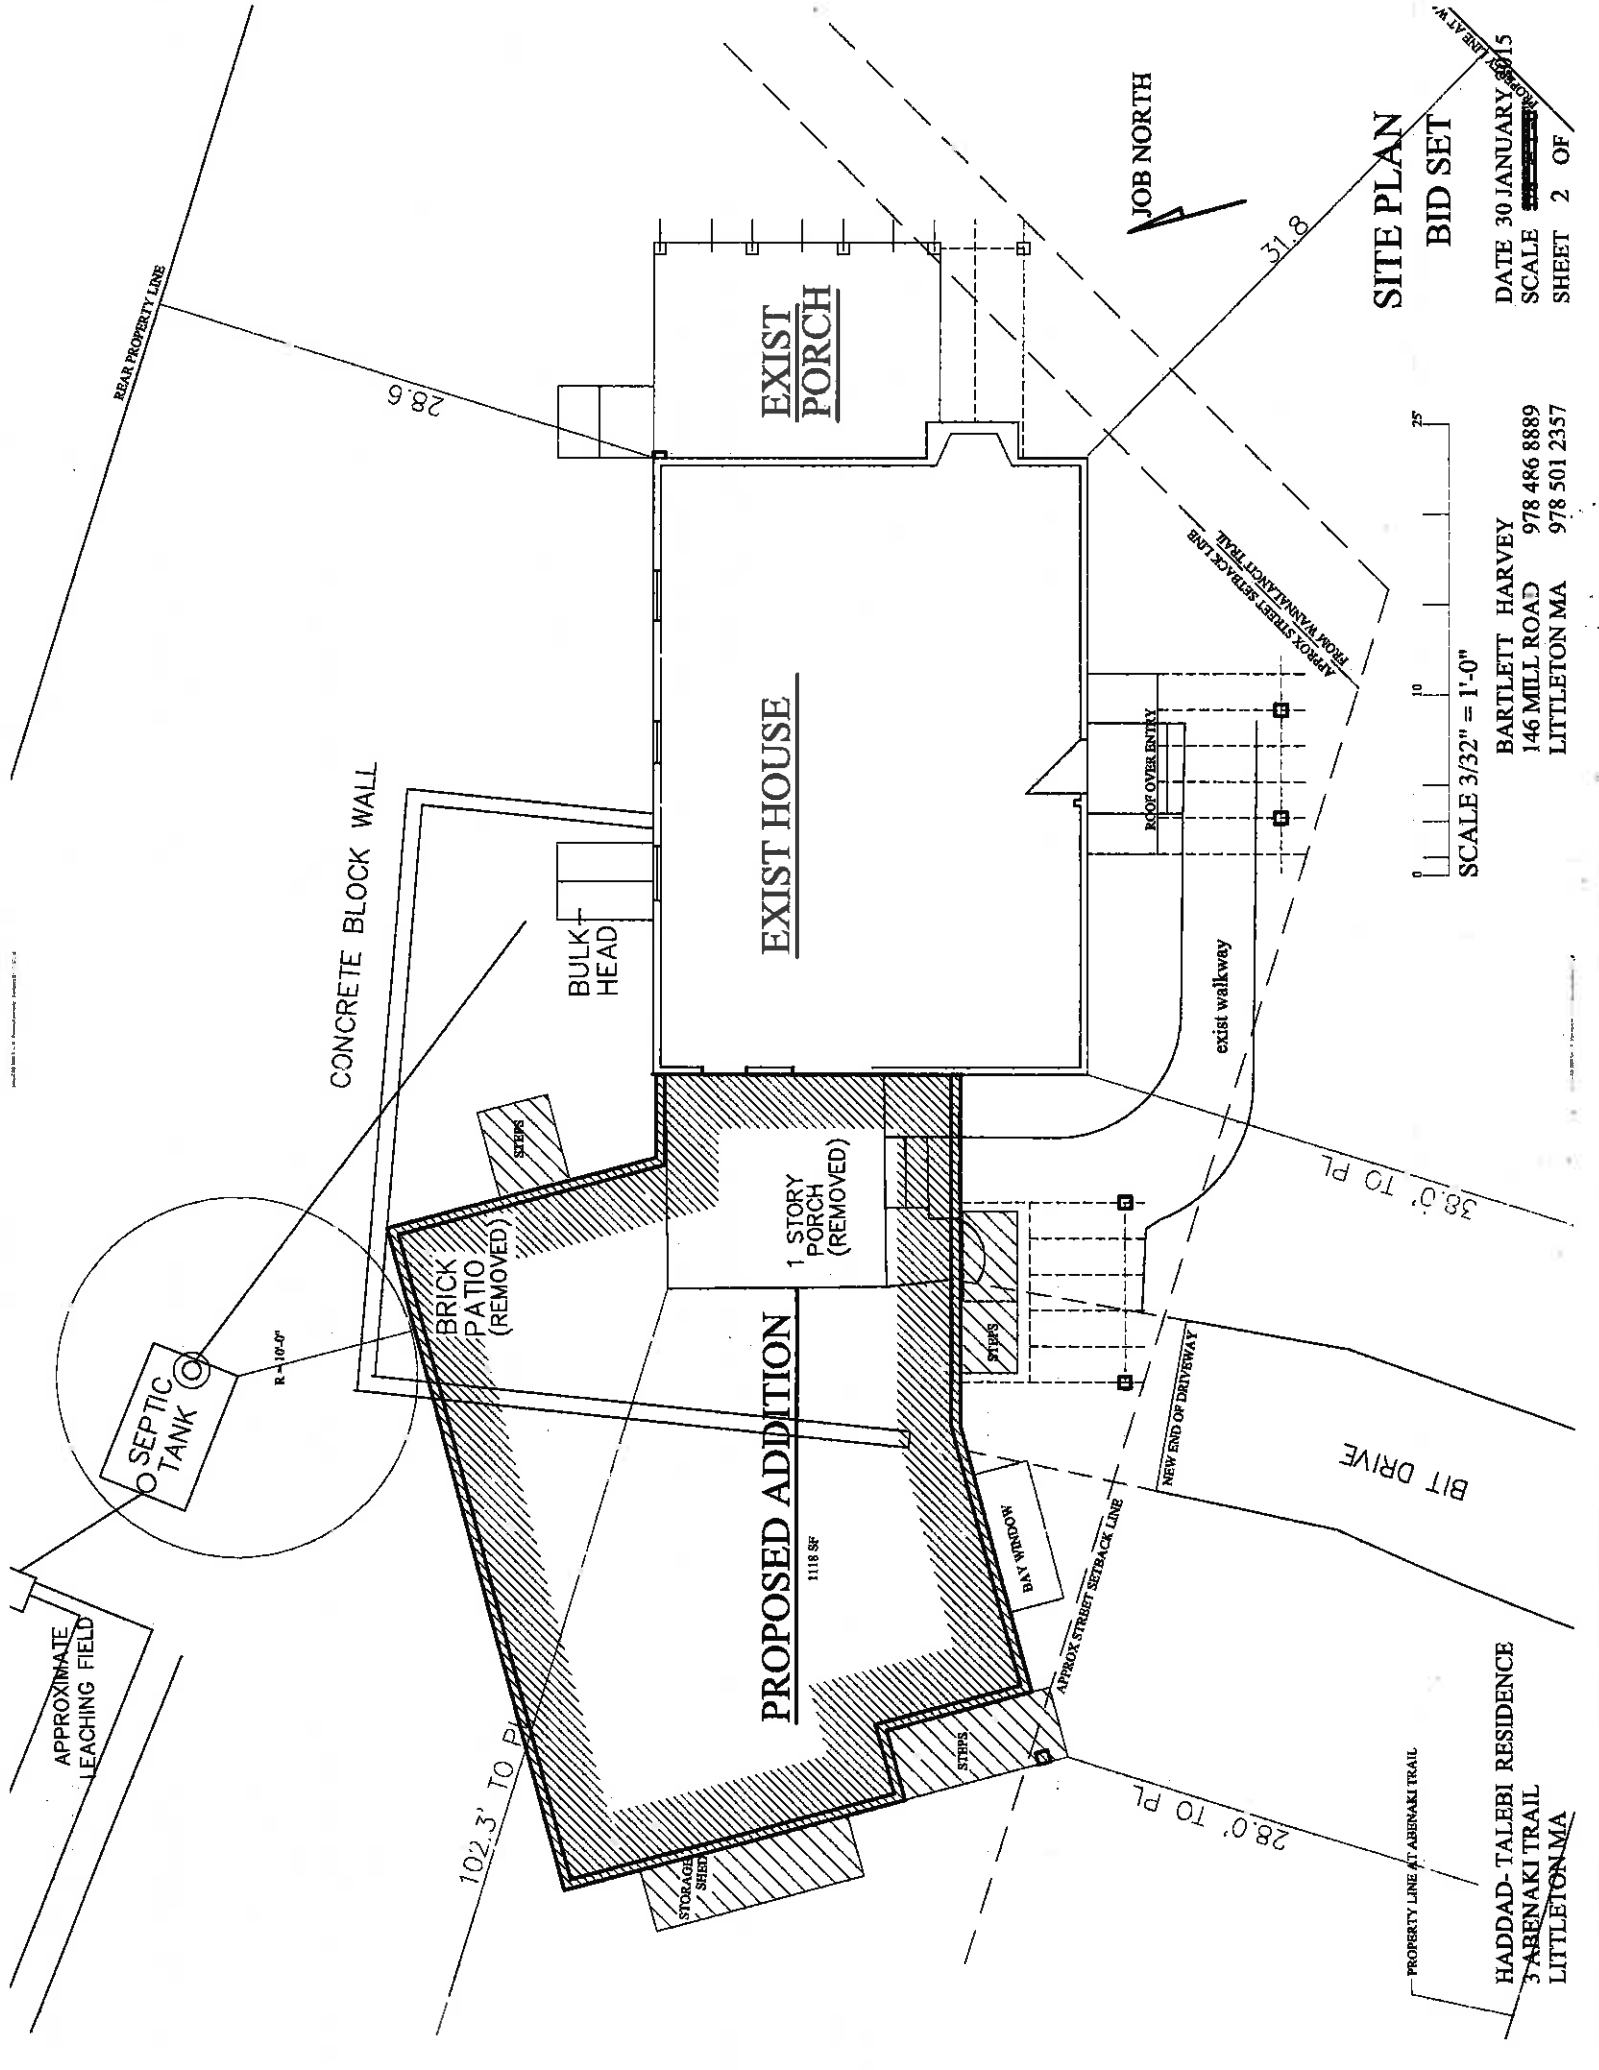 REAR PROPERTY LINE
28.6
APPROXIMATE
LEACHING FIELD
SEPTIC
TANK
R = 10'-0"
CONCRETE BLOCK WALL
BULK-
HEAD
STEPS
BRICK
PATIO
(REMOVED)
102.3' TO PL
EXIST
PORCH
EXIST HOUSE
1 STORY
PORCH
(REMOVED)
PROPOSED ADDITION
1118 SF
STORAGE
SHED
STEPS
STEPS
BAY WINDOW
ROOF OVER ENTRY
exist walkway
NEW END OF DRIVEWAY
APPROX STREET SETBACK LINE
APPROX STREET SETBACK LINE
FROM WANNALANCIT TRAIL
JOB NORTH
31.8
38.0' TO PL
BIT DRIVE
28.0' TO PL
PROPERTY LINE AT ABENAKI TRAIL
PROPERTY LINE AT
SITE PLAN
BID SET
0 10 25'
SCALE 3/32" = 1'-0"
HADDAD-TALEBI RESIDENCE
3 ABENAKI TRAIL
LITTLETON MA
BARTLETT HARVEY
146 MILL ROAD 978 486 8889
LITTLETON MA 978 501 2357
DATE 30 JANUARY 2015
SCALE
SHEET 2 OF